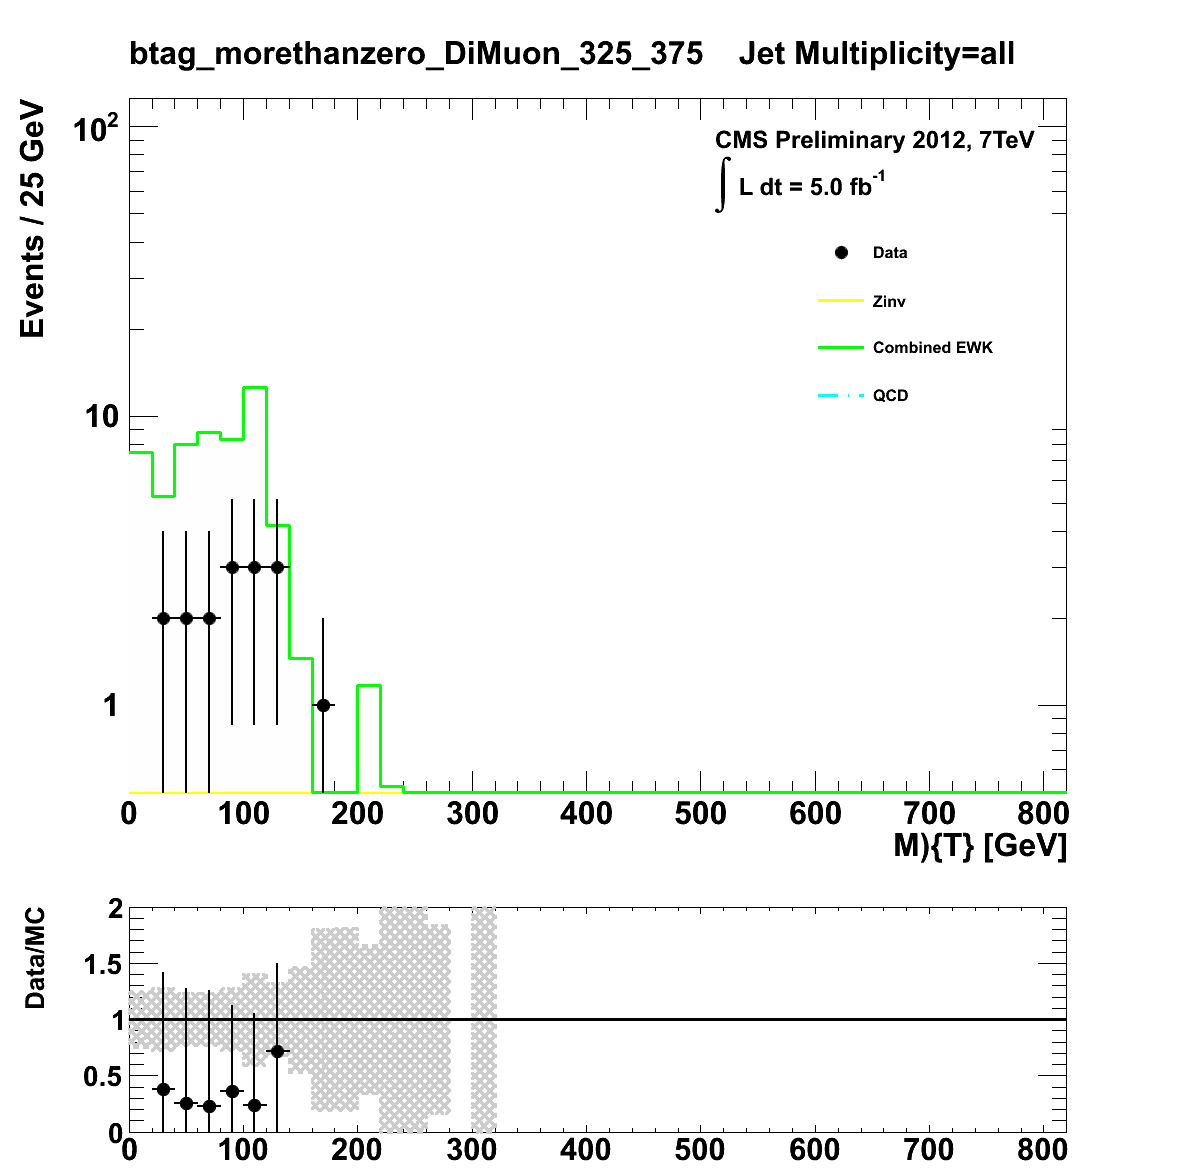 btag_morethanzero_DiMuon_325_375 Jet Multiplicity=all
Events / 25 GeV
10²
10
1
CMS Preliminary 2012, 7TeV
∫ L dt = 5.0 fb⁻¹
Data
Zinv
Combined EWK
QCD
0 100 200 300 400 500 600 700 800
M){T} [GeV]
Data/MC
2
1.5
1
0.5
0
0 100 200 300 400 500 600 700 800